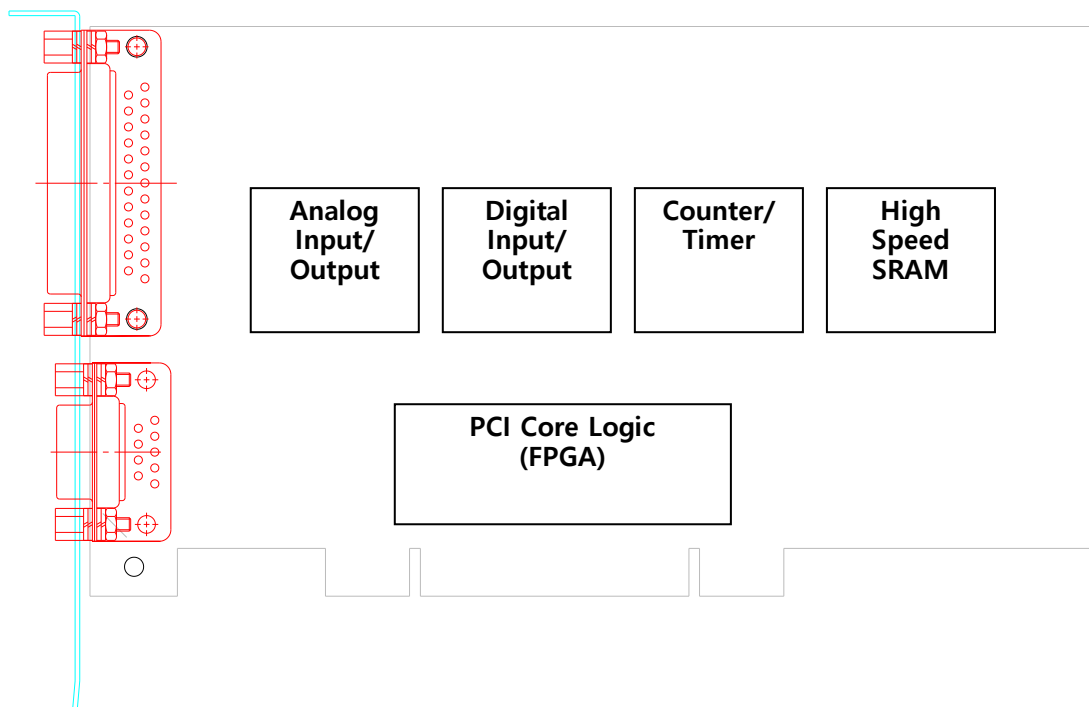 Analog
Input/
Output
Digital
Input/
Output
Counter/
Timer
High
Speed
SRAM
PCI Core Logic
(FPGA)